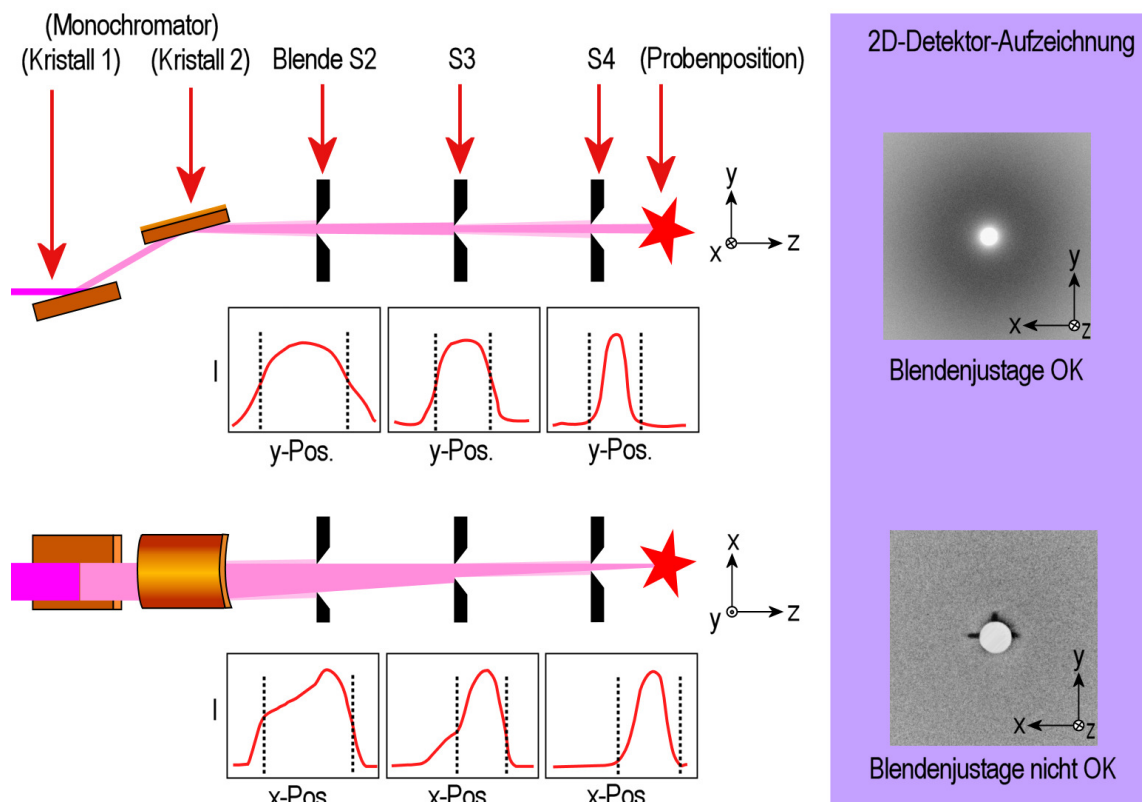 (Monochromator)
(Kristall 1) (Kristall 2) Blende S2 S3 S4 (Probenposition)
y
x z
I
y-Pos. y-Pos. y-Pos.
x
y z
I
x-Pos. x-Pos. x-Pos.
2D-Detektor-Aufzeichnung
y
x z
Blendenjustage OK
y
x z
Blendenjustage nicht OK